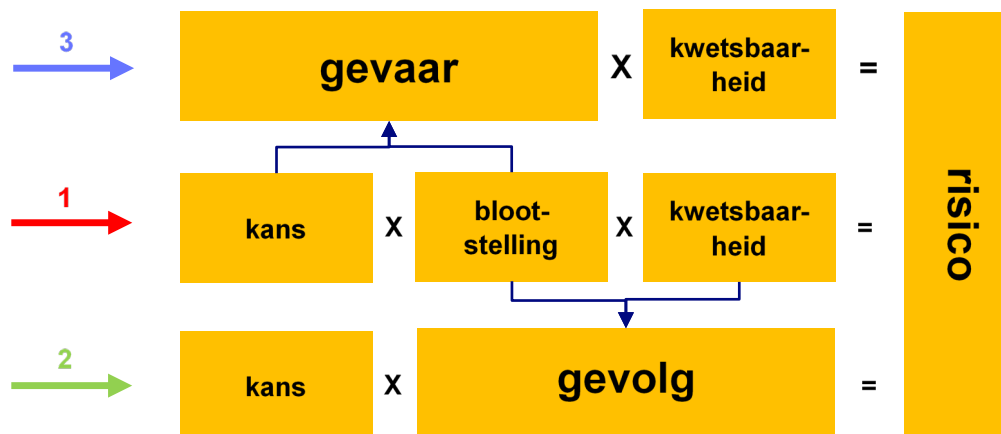 3
gevaar X kwetsbaar-
heid =
1
kans X bloot-
stelling X kwetsbaar-
heid =
risico
2
kans X gevolg =